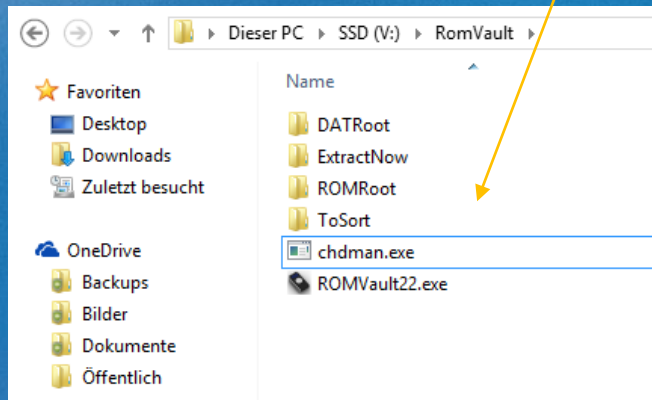 Dieser PC SSD (V:) RomVault
Favoriten
Desktop
Downloads
Zuletzt besucht
OneDrive
Backups
Bilder
Dokumente
Öffentlich
Name
DATRoot
ExtractNow
ROMRoot
ToSort
chdman.exe
ROMVault22.exe